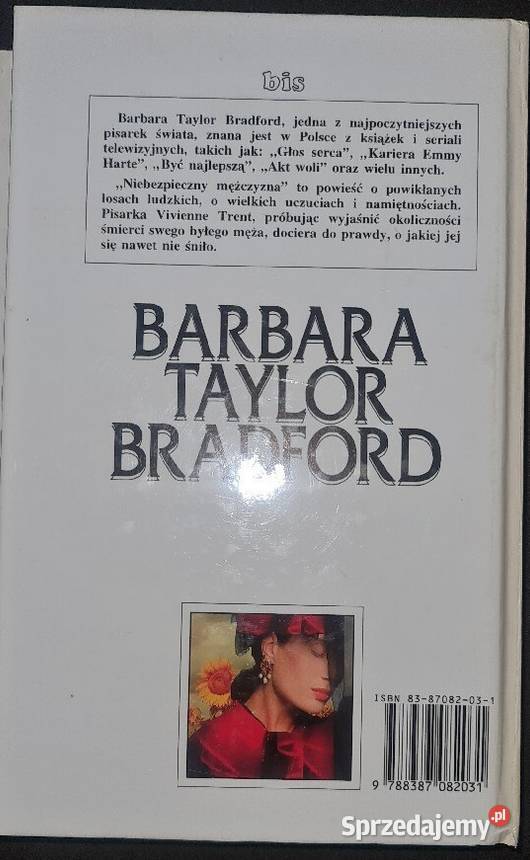 bis
Barbara Taylor Bradford, jedna z najpoczytniejszych
pisarek świata, znana jest w Polsce z książek i seriali
telewizyjnych, takich jak: „Głos serca”, „Kariera Emmy
Harte”, „Być najlepszą”, „Akt woli” oraz wielu innych.
„Niebezpieczny mężczyzna” to powieść o powikłanych
losach ludzkich, o wielkich uczuciach i namiętnościach.
Pisarka Vivienne Trent, próbując wyjaśnić okoliczności
śmierci swego byłego męża, dociera do prawdy, o jakiej jej
się nawet nie śniło.
BARBARA
TAYLOR
BRADFORD
ISBN 83-87082-03-1
9 788387 082031
Sprzedajemy.pl